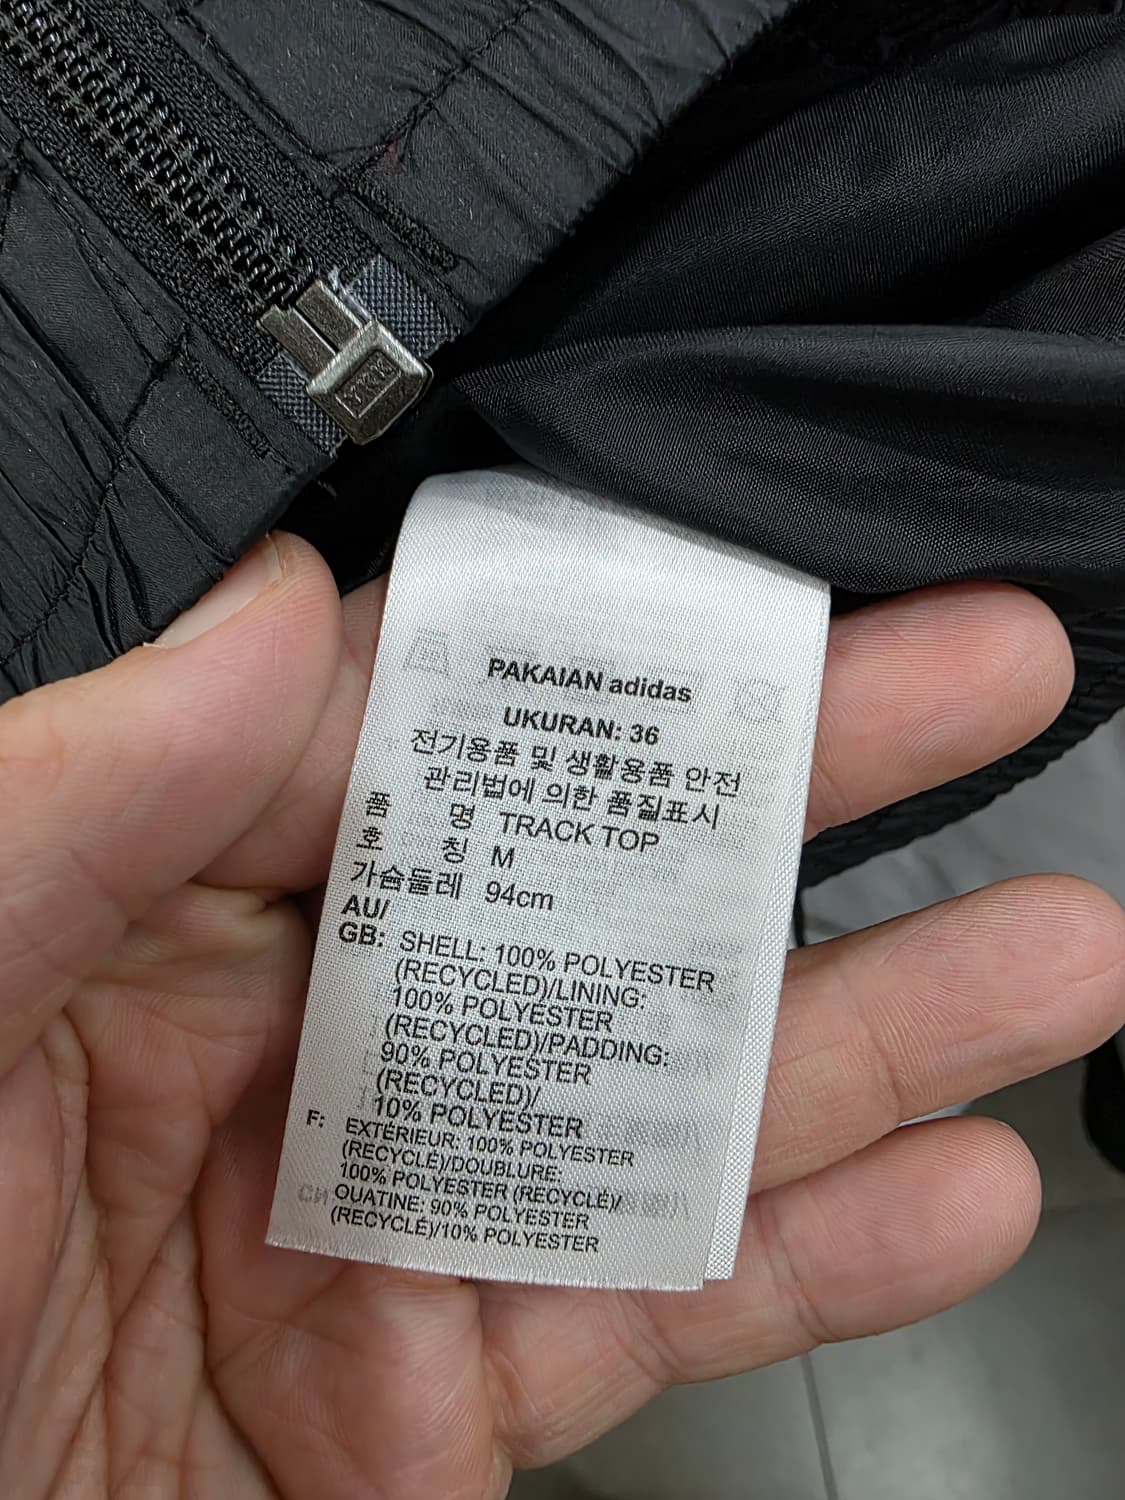 YKK
PAKAIAN adidas
UKURAN: 36
전기용품 및 생활용품 안전
관리법에 의한 품질표시
품 명 TRACK TOP
호 칭 M
가슴둘레 94cm
AU/
GB: SHELL: 100% POLYESTER
(RECYCLED)/LINING:
100% POLYESTER
(RECYCLED)/PADDING:
90% POLYESTER
(RECYCLED)/
10% POLYESTER
F: EXTÉRIEUR: 100% POLYESTER
(RECYCLÉ)/DOUBLURE:
100% POLYESTER (RECYCLÉ)/
OUATINE: 90% POLYESTER
(RECYCLÉ)/10% POLYESTER